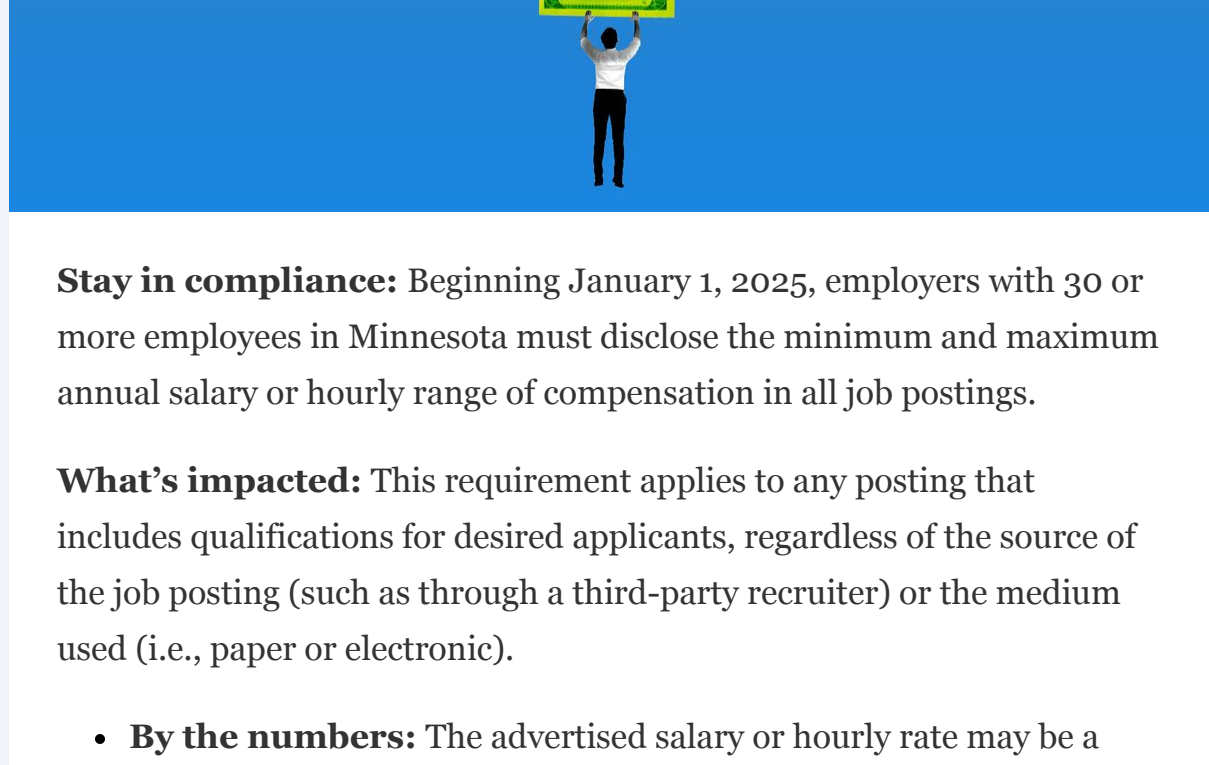 Stay in compliance: Beginning January 1, 2025, employers with 30 or
more employees in Minnesota must disclose the minimum and maximum
annual salary or hourly range of compensation in all job postings.
What’s impacted: This requirement applies to any posting that
includes qualifications for desired applicants, regardless of the source of
the job posting (such as through a third-party recruiter) or the medium
used (i.e., paper or electronic).
• By the numbers: The advertised salary or hourly rate may be a